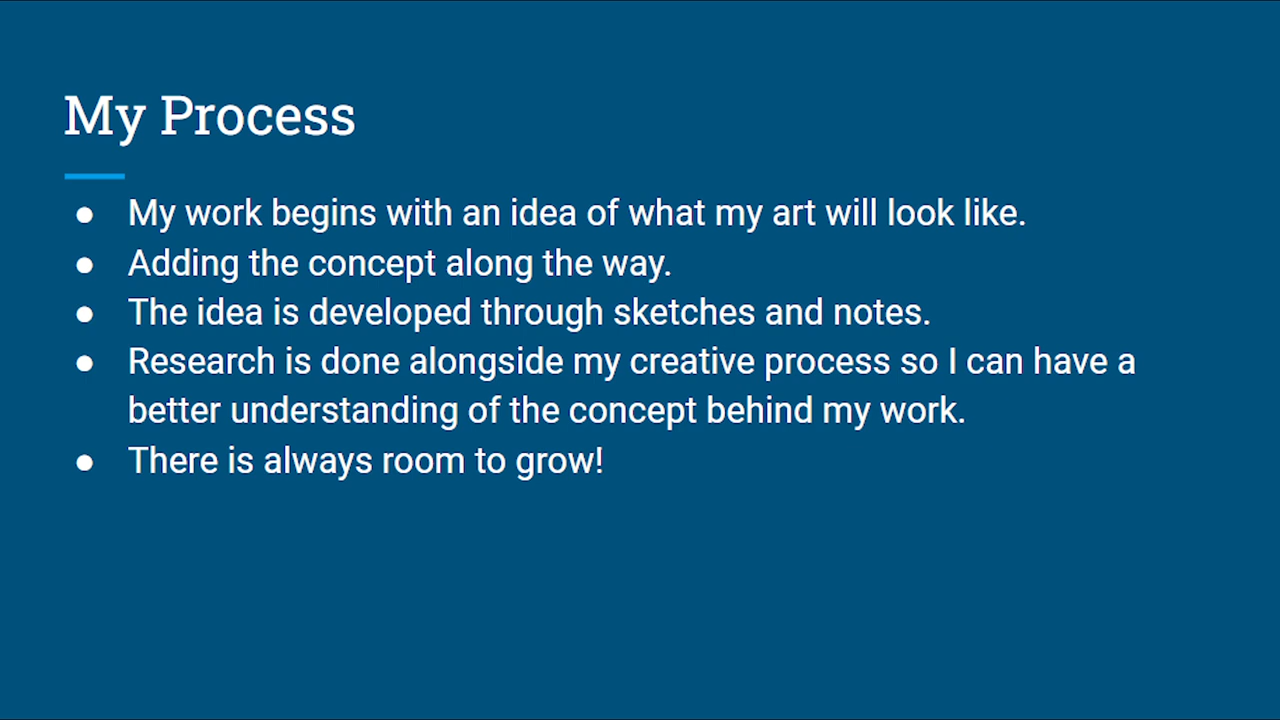 My Process
● My work begins with an idea of what my art will look like.
● Adding the concept along the way.
● The idea is developed through sketches and notes.
● Research is done alongside my creative process so I can have a
better understanding of the concept behind my work.
● There is always room to grow!